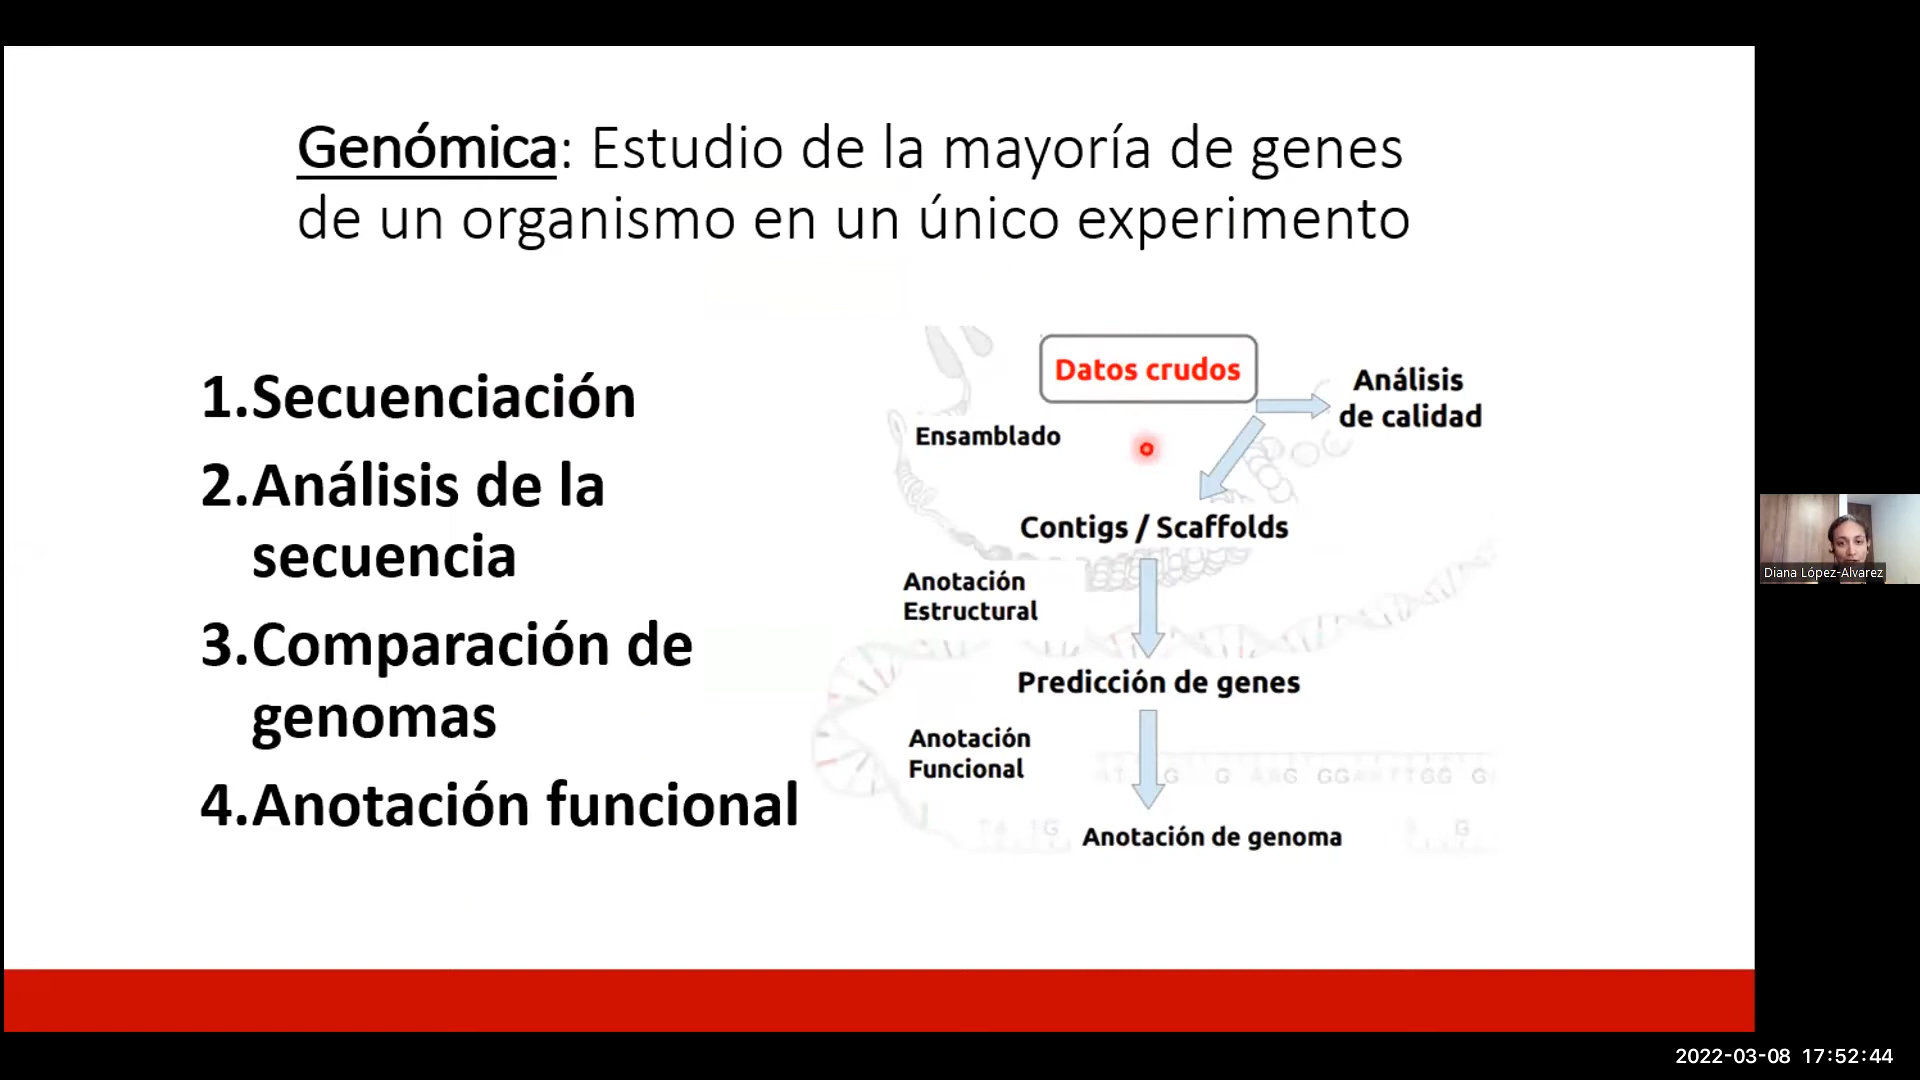 Genómica: Estudio de la mayoría de genes
de un organismo en un único experimento
1.Secuenciación
2.Análisis de la
secuencia
3.Comparación de
genomas
4.Anotación funcional
Datos crudos
Análisis
de calidad
Ensamblado
Contigs / Scaffolds
Anotación
Estructural
Predicción de genes
Anotación
Funcional
Anotación de genoma
Diana López-Alvarez
2022-03-08 17:52:44